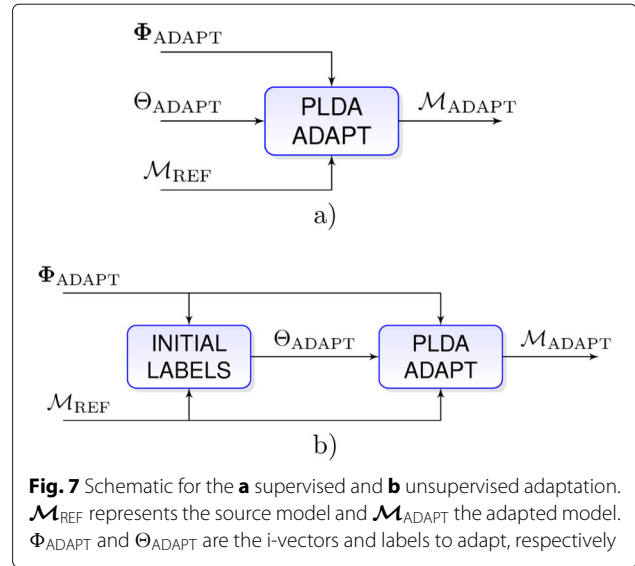 Φ_ADAPT
Θ_ADAPT
PLDA
ADAPT
ℳ_ADAPT
ℳ_REF
a)
Φ_ADAPT
INITIAL
LABELS
Θ_ADAPT
PLDA
ADAPT
ℳ_ADAPT
ℳ_REF
b)
Fig. 7 Schematic for the a supervised and b unsupervised adaptation.
ℳ_REF represents the source model and ℳ_ADAPT the adapted model.
Φ_ADAPT and Θ_ADAPT are the i-vectors and labels to adapt, respectively